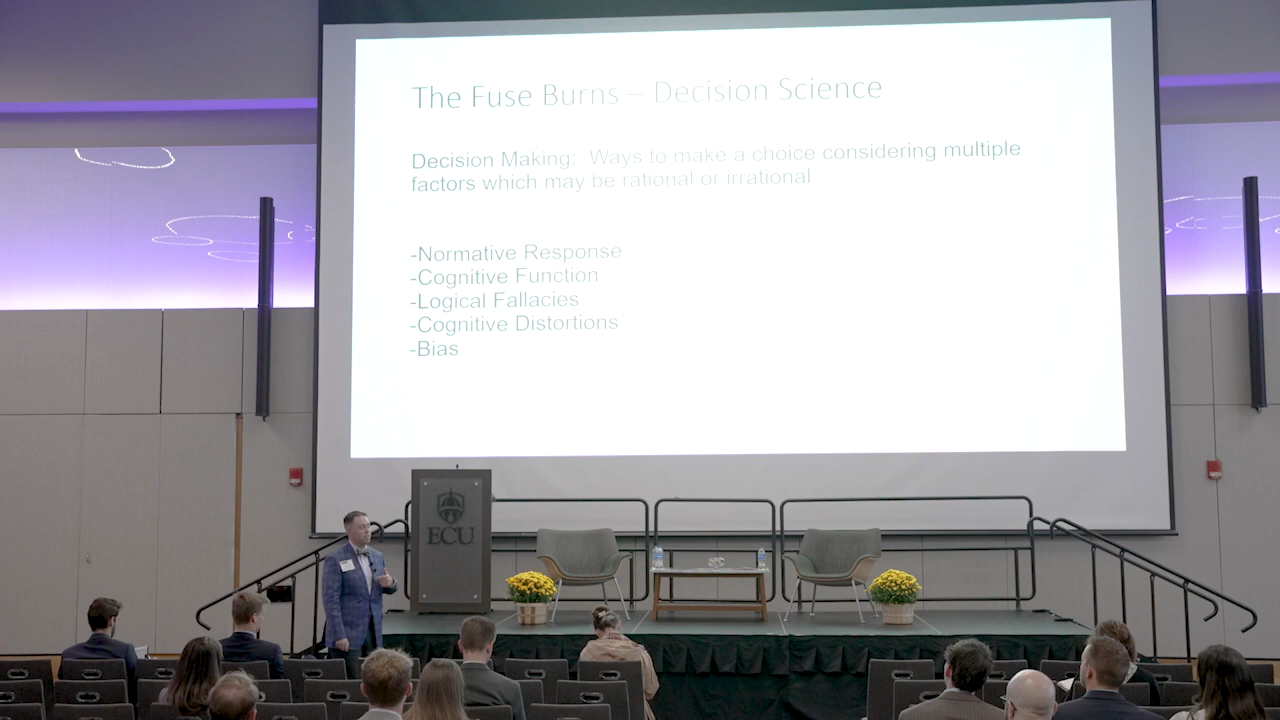 The Fuse Burns – Decision Science
Decision Making: Ways to make a choice considering multiple
factors which may be rational or irrational
-Normative Response
-Cognitive Function
-Logical Fallacies
-Cognitive Distortions
-Bias
ECU